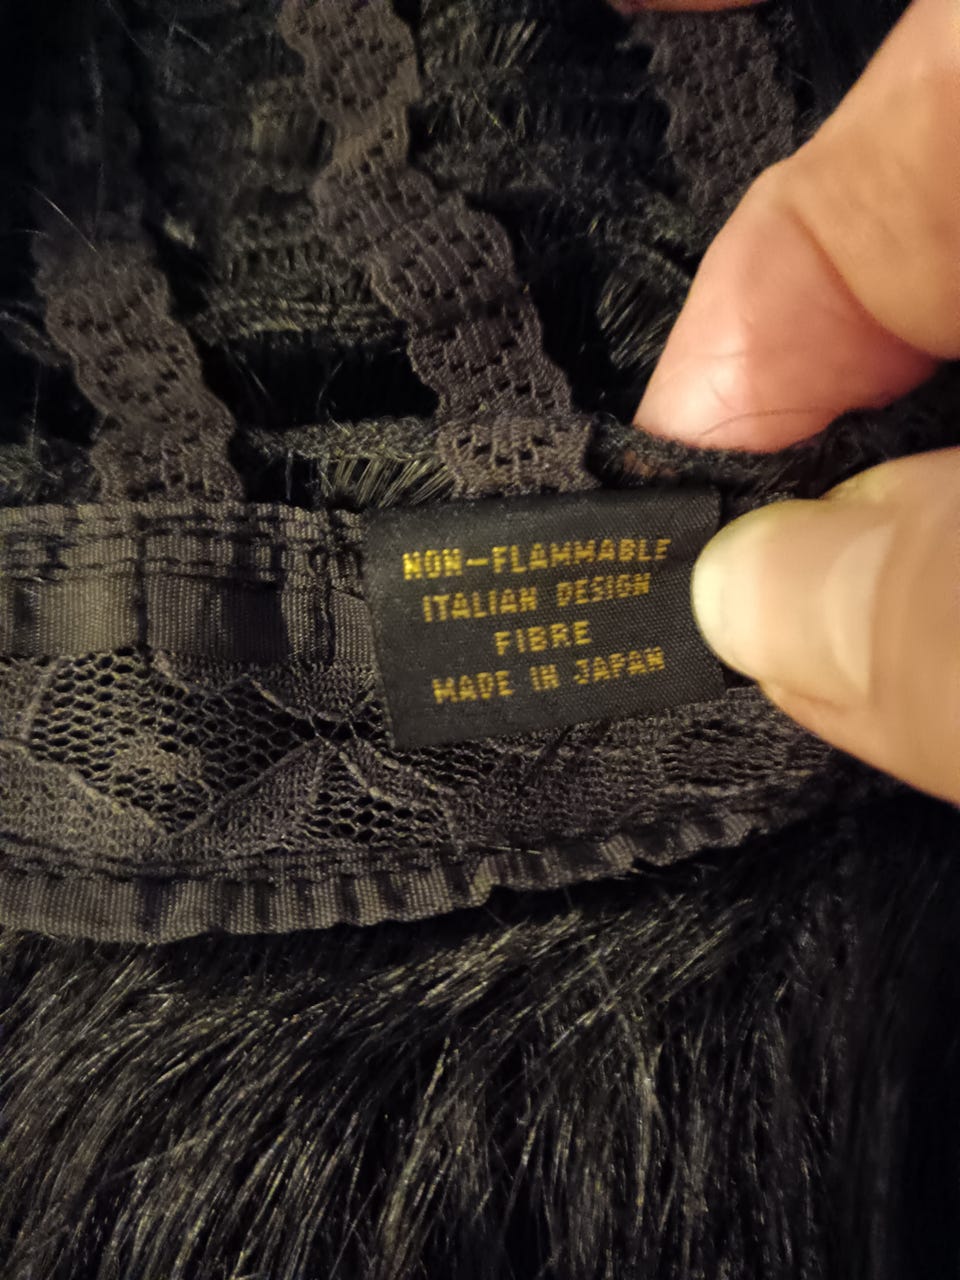 NON-FLAMMABLE
ITALIAN DESIGN
FIBRE
MADE IN JAPAN